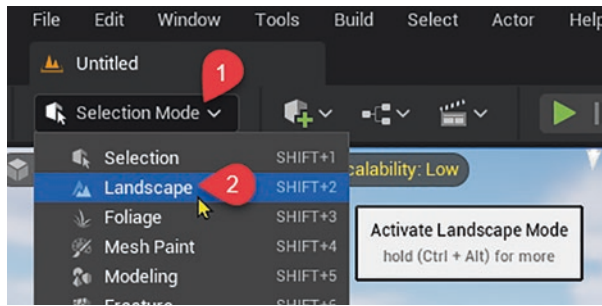 File Edit Window Tools Build Select Actor Help
Untitled
1
Selection Mode
Selection SHIFT+1
calability: Low
Landscape 2 SHIFT+2
Foliage SHIFT+3
Activate Landscape Mode
Mesh Paint SHIFT+4
hold (Ctrl + Alt) for more
Modeling SHIFT+5